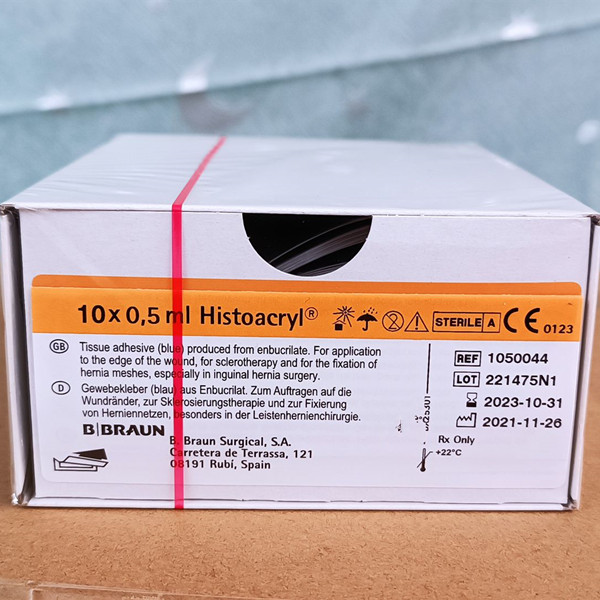 10 x 0,5 ml Histoacryl®
STERILE A
CE 0123
GB
Tissue adhesive (blue) produced from enbucrilate. For application
to the edge of the wound, for sclerotherapy and for the fixation of
hernia meshes, especially in inguinal hernia surgery.
D
Gewebekleber (blau) aus Enbucrilat. Zum Auftragen auf die
Wundränder, zur Sklerosierungstherapie und zur Fixierung
von Herniennetzen, besonders in der Leistenhernienchirurgie.
B|BRAUN
B. Braun Surgical, S.A.
Carretera de Terrassa, 121
08191 Rubí, Spain
REF 1050044
LOT 221475N1
2023-10-31
2021-11-26
Rx Only
+22°C